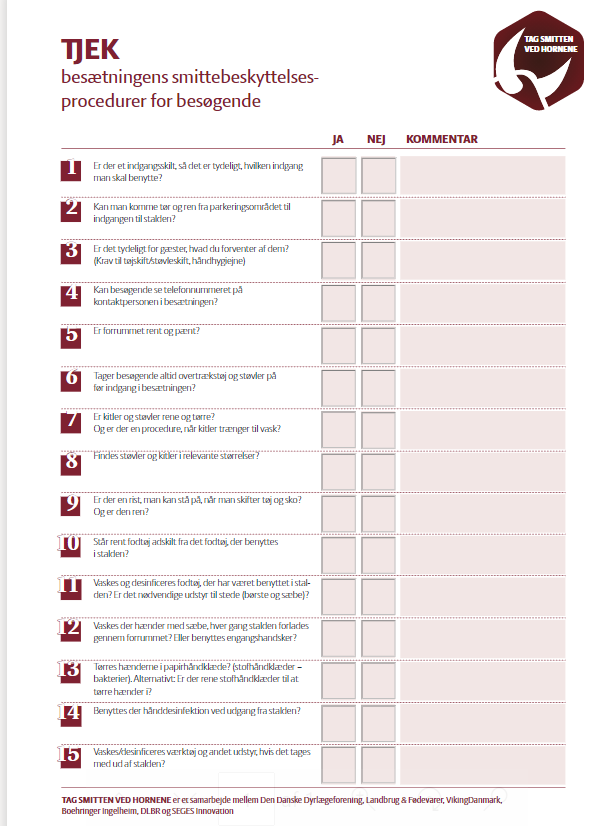 TAG SMITTEN
VED HORNENE
TJEK
besætningens smittebeskyttelses-
procedurer for besøgende
JA NEJ KOMMENTAR
1 Er der et indgangsskilt, så det er tydeligt, hvilken indgang
man skal benytte?
2 Kan man komme tør og ren fra parkeringsområdet til
indgangen til stalden?
3 Er det tydeligt for gæster, hvad du forventer af dem?
(Krav til tøjskift/støvleskift, håndhygiejne)
4 Kan besøgende se telefonnummeret på
kontaktpersonen i besætningen?
5 Er forrummet rent og pænt?
6 Tager besøgende altid overtrækstøj og støvler på
før indgang i besætningen?
7 Er kitler og støvler rene og tørre?
Og er der en procedure, når kitler trænger til vask?
8 Findes støvler og kitler i relevante størrelser?
9 Er der en rist, man kan stå på, når man skifter tøj og sko?
Og er den ren?
10 Står rent fodtøj adskilt fra det fodtøj, der benyttes
i stalden?
11 Vaskes og desinficeres fodtøj, der har været benyttet i stal-
den? Er det nødvendige udstyr til stede (børste og sæbe)?
12 Vaskes der hænder med sæbe, hver gang stalden forlades
gennem forrummet? Eller benyttes engangshandsker?
13 Tørres hænderne i papirhåndklæde? (stofhåndklæder –
bakterier). Alternativt: Er der rene stofhåndklæder til at
tørre hænder i?
14 Benyttes der hånddesinfektion ved udgang fra stalden?
15 Vaskes/desinficeres værktøj og andet udstyr, hvis det tages
med ud af stalden?
TAG SMITTEN VED HORNENE er et samarbejde mellem Den Danske Dyrlægeforening, Landbrug & Fødevarer, VikingDanmark,
Boehringer Ingelheim, DLBR og SEGES Innovation